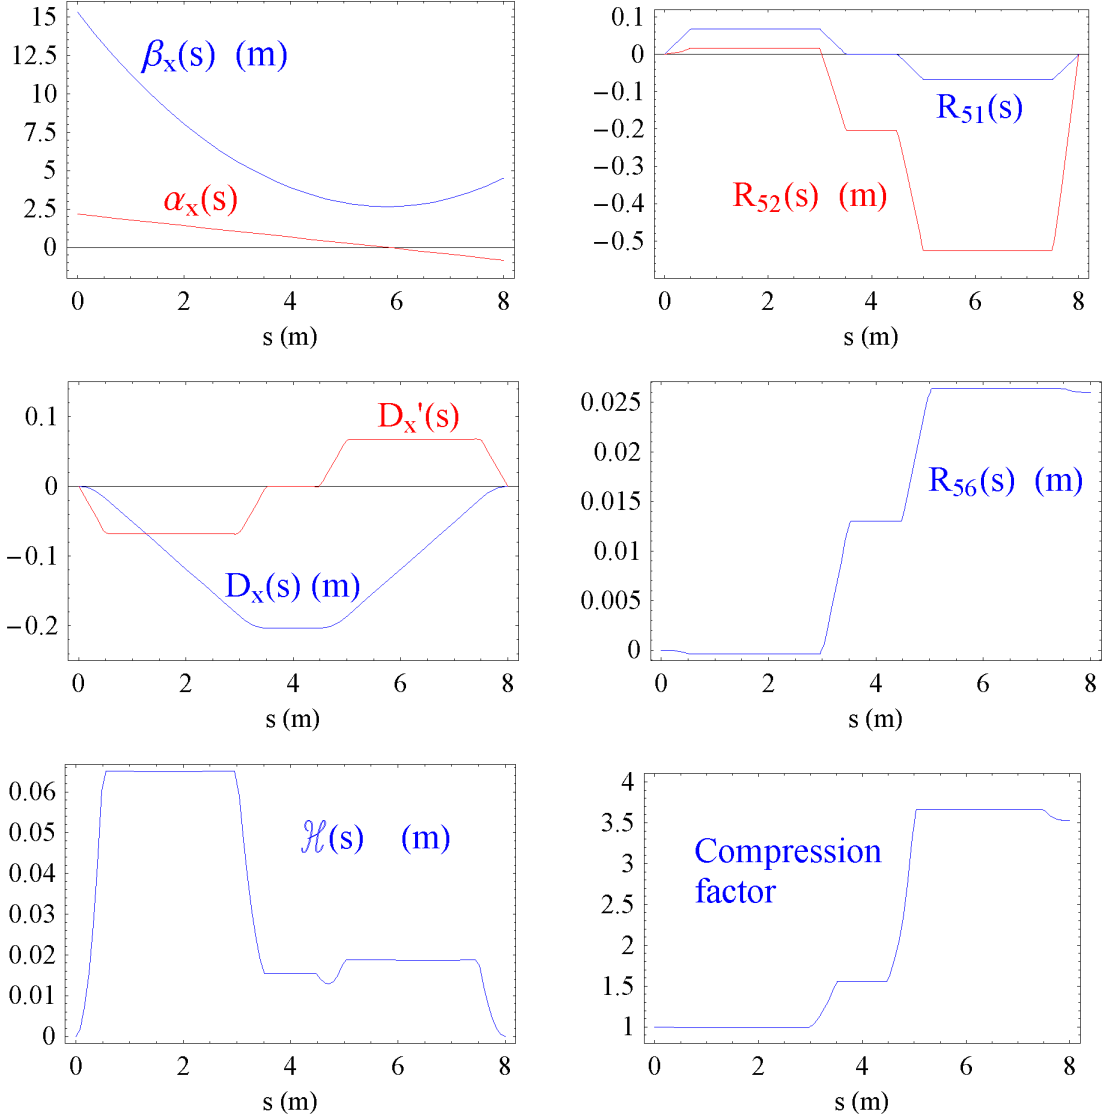 15
12.5
10
7.5
5
2.5
0
βx(s) (m)
αx(s)
0 2 4 6 8
s (m)
0.1
0
−0.1
−0.2
−0.3
−0.4
−0.5
R51(s)
R52(s) (m)
0 2 4 6 8
s (m)
0.1
0
−0.1
−0.2
Dx'(s)
Dx(s) (m)
0 2 4 6 8
s (m)
0.025
0.02
0.015
0.01
0.005
0
R56(s) (m)
0 2 4 6 8
s (m)
0.06
0.05
0.04
0.03
0.02
0.01
0
ℋ(s) (m)
0 2 4 6 8
s (m)
4
3.5
3
2.5
2
1.5
1
Compression
factor
0 2 4 6 8
s (m)